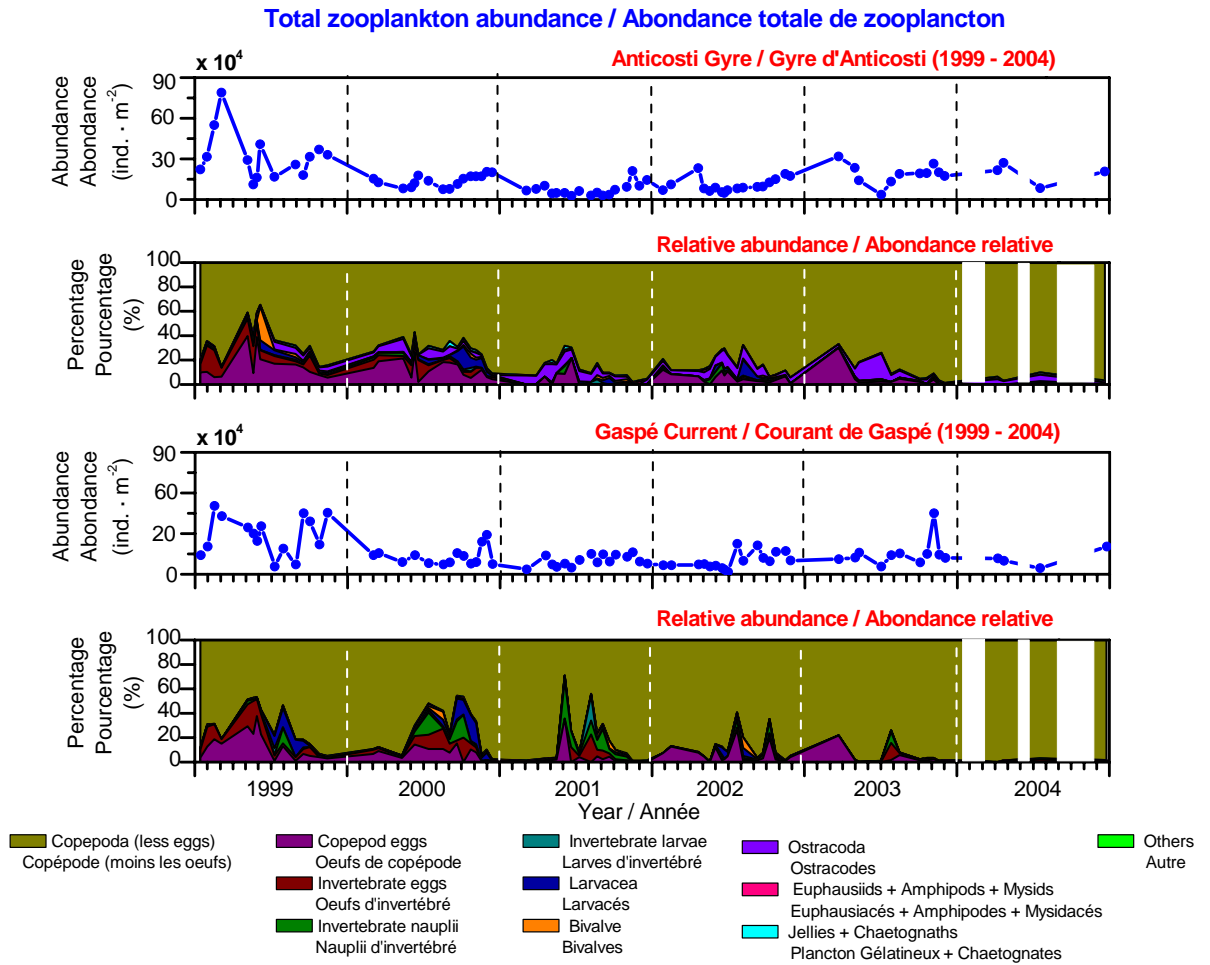 Total zooplankton abundance / Abondance totale de zooplancton
x 10⁴
Anticosti Gyre / Gyre d'Anticosti (1999 - 2004)
Abundance
Abondance
(ind. · m⁻²)
90
60
30
0
Relative abundance / Abondance relative
Percentage
Pourcentage
(%)
100
80
60
40
20
0
x 10⁴
Gaspé Current / Courant de Gaspé (1999 - 2004)
Abundance
Abondance
(ind. · m⁻²)
90
60
20
0
Relative abundance / Abondance relative
Percentage
Pourcentage
(%)
100
80
60
40
20
0
1999 2000 2001 2002 2003 2004
Year / Année
Copepoda (less eggs)
Copépode (moins les oeufs)
Copepod eggs
Oeufs de copépode
Invertebrate eggs
Oeufs d'invertébré
Invertebrate nauplii
Nauplii d'invertébré
Invertebrate larvae
Larves d'invertébré
Larvacea
Larvacés
Bivalve
Bivalves
Ostracoda
Ostracodes
Euphausiids + Amphipods + Mysids
Euphausiacés + Amphipodes + Mysidacés
Jellies + Chaetognaths
Plancton Gélatineux + Chaetognates
Others
Autre